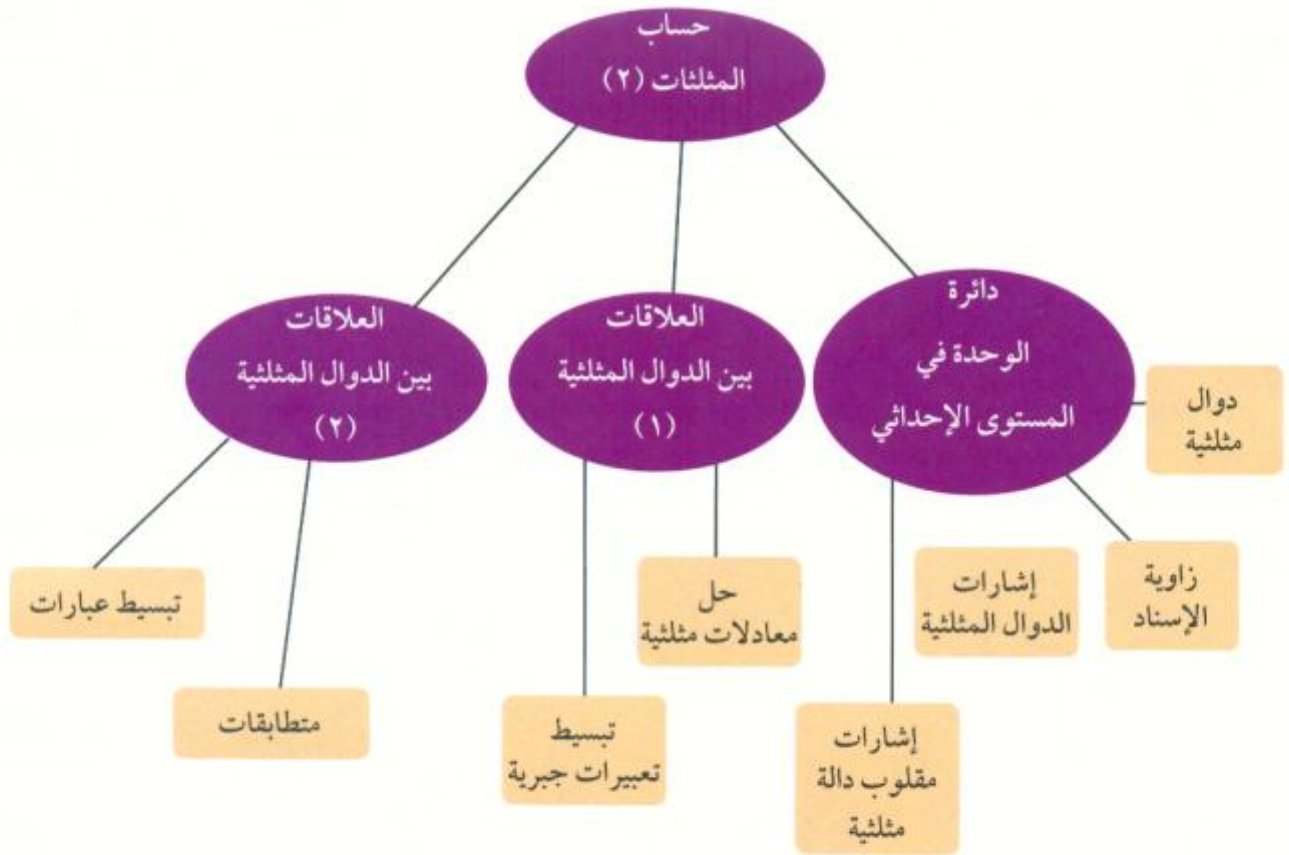 حساب
المثلثات (٢)
دائرة
الوحدة في
المستوى الإحداثي
العلاقات
بين الدوال المثلثية
(١)
العلاقات
بين الدوال المثلثية
(٢)
دوال
مثلثية
زاوية
الإسناد
إشارات
الدوال المثلثية
إشارات
مقلوب دالة
مثلثية
حل
معادلات مثلثية
تبسيط
تعبيرات جبرية
متطابقات
تبسيط عبارات